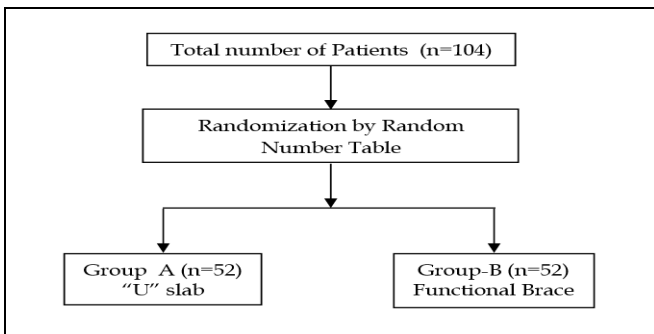 Total number of Patients (n=104)
Randomization by Random
Number Table
Group A (n=52)
“U” slab
Group-B (n=52)
Functional Brace